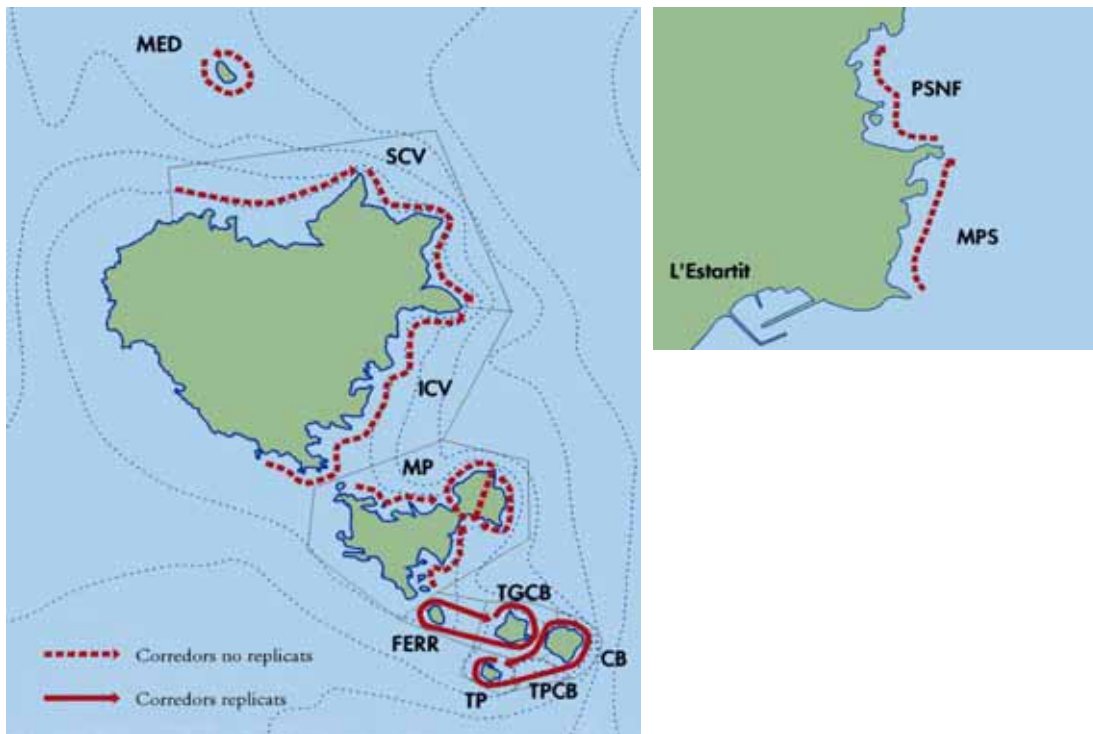 MED
SCV
ICV
MP
TGCB
FERR
CB
TPCB
TP
Corredors no replicats
Corredors replicats
PSNF
MPS
L'Estartit